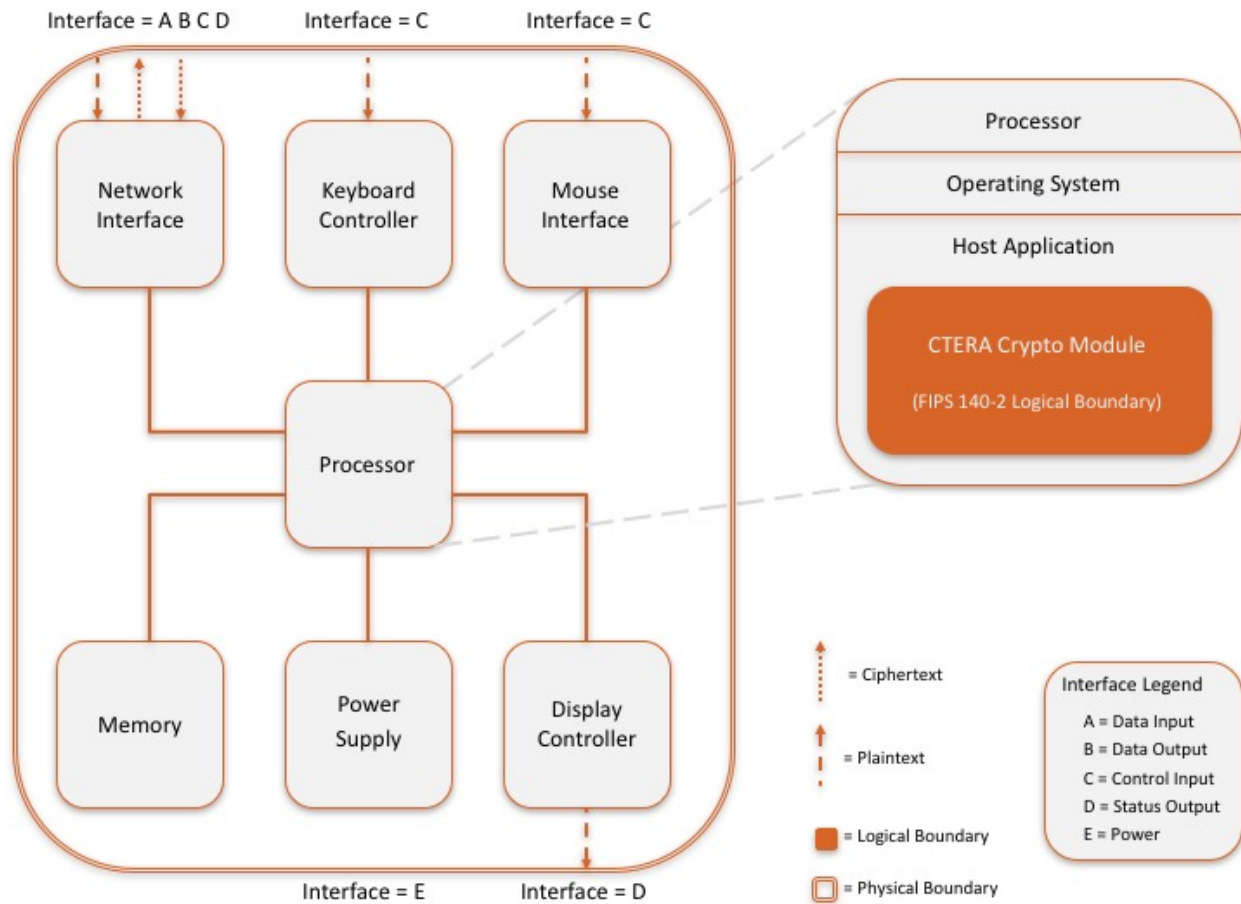 Interface = A B C D
Interface = C
Interface = C
Network
Interface
Keyboard
Controller
Mouse
Interface
Processor
Memory
Power
Supply
Display
Controller
Interface = E
Interface = D
Processor
Operating System
Host Application
CTERA Crypto Module
(FIPS 140-2 Logical Boundary)
= Ciphertext
= Plaintext
= Logical Boundary
= Physical Boundary
Interface Legend
A = Data Input
B = Data Output
C = Control Input
D = Status Output
E = Power